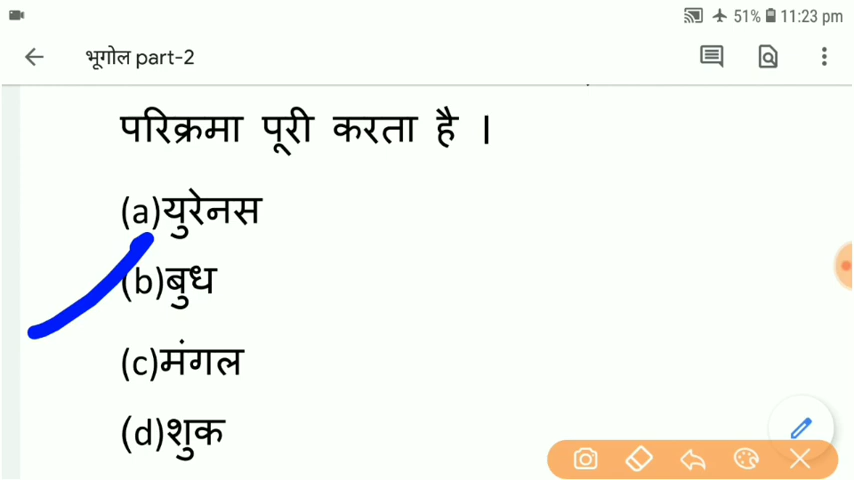 51% 11:23 pm
भूगोल part-2
परिक्रमा पूरी करता है ।
(a)युरेनस
(b)बुध
(c)मंगल
(d)शुक